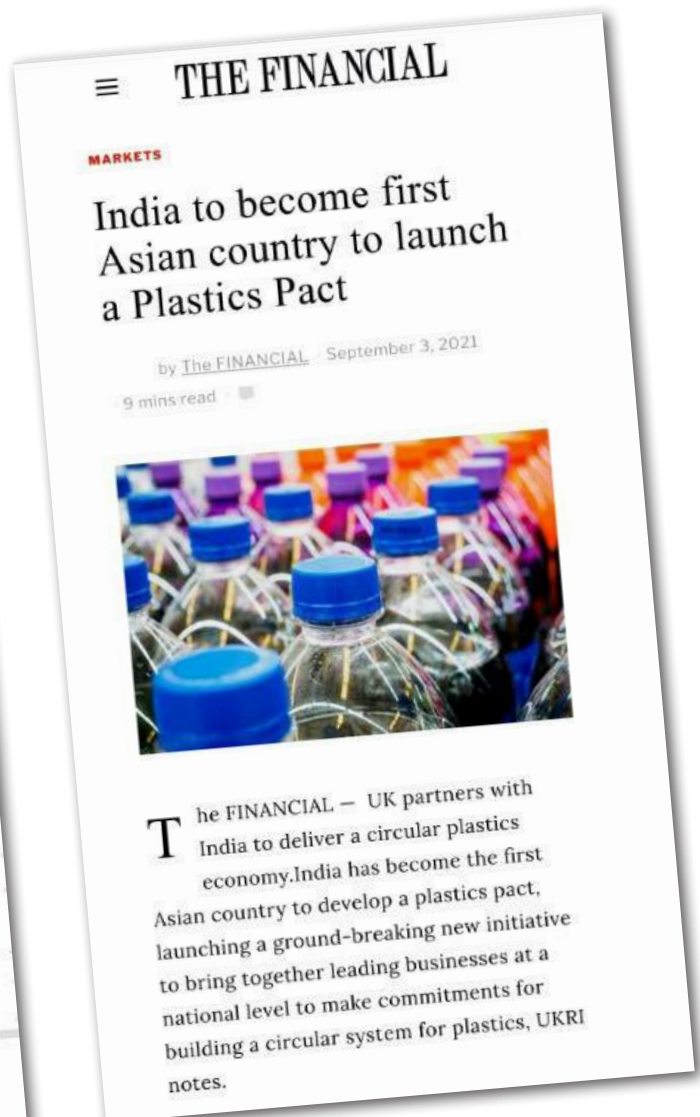 THE FINANCIAL
MARKETS
India to become first
Asian country to launch
a Plastics Pact
by The FINANCIAL September 3, 2021
9 mins read
The FINANCIAL — UK partners with
India to deliver a circular plastics
economy.India has become the first
Asian country to develop a plastics pact,
launching a ground-breaking new initiative
to bring together leading businesses at a
national level to make commitments for
building a circular system for plastics, UKRI
notes.